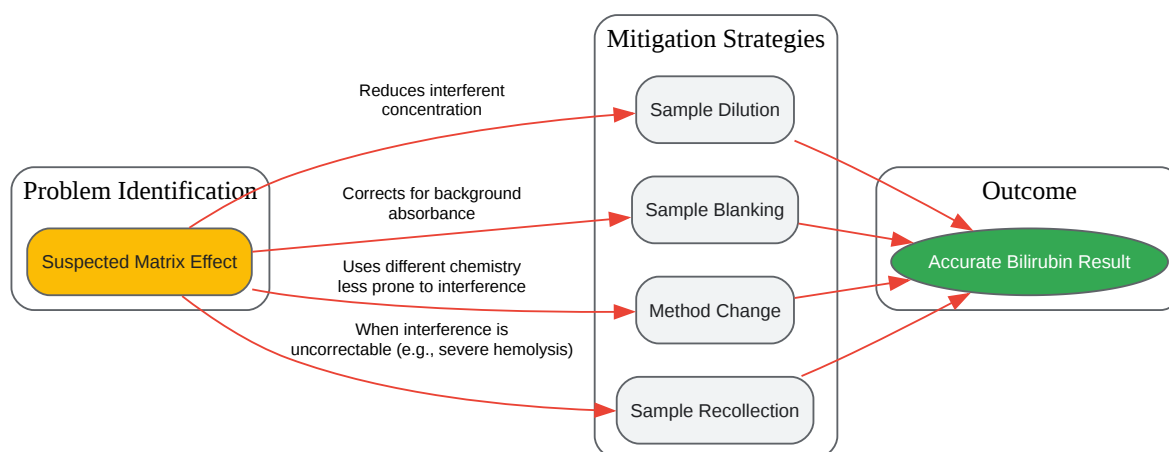 Problem Identification
Suspected Matrix Effect
Reduces interferent
concentration
Corrects for background
absorbance
Uses different chemistry
less prone to interference
When interference is
uncorrectable (e.g., severe hemolysis)
Mitigation Strategies
Sample Dilution
Sample Blanking
Method Change
Sample Recollection
Outcome
Accurate Bilirubin Result